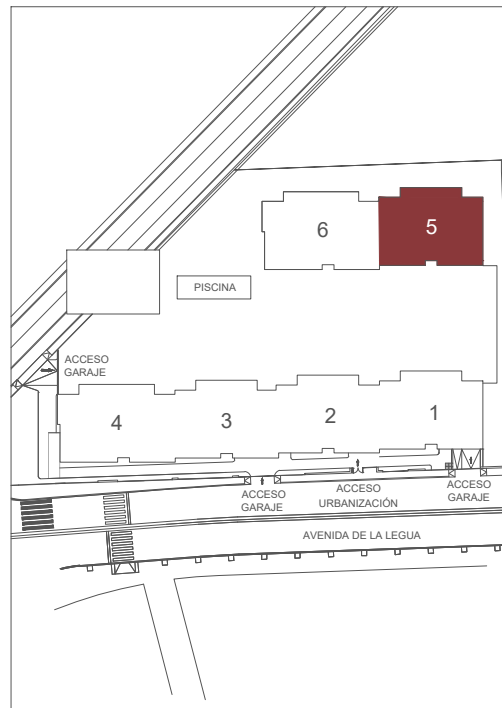 5
6
PISCINA
ACCESO
GARAJE
4
3
2
1
ACCESO
GARAJE
ACCESO
URBANIZACIÓN
ACCESO
GARAJE
AVENIDA DE LA LEGUA